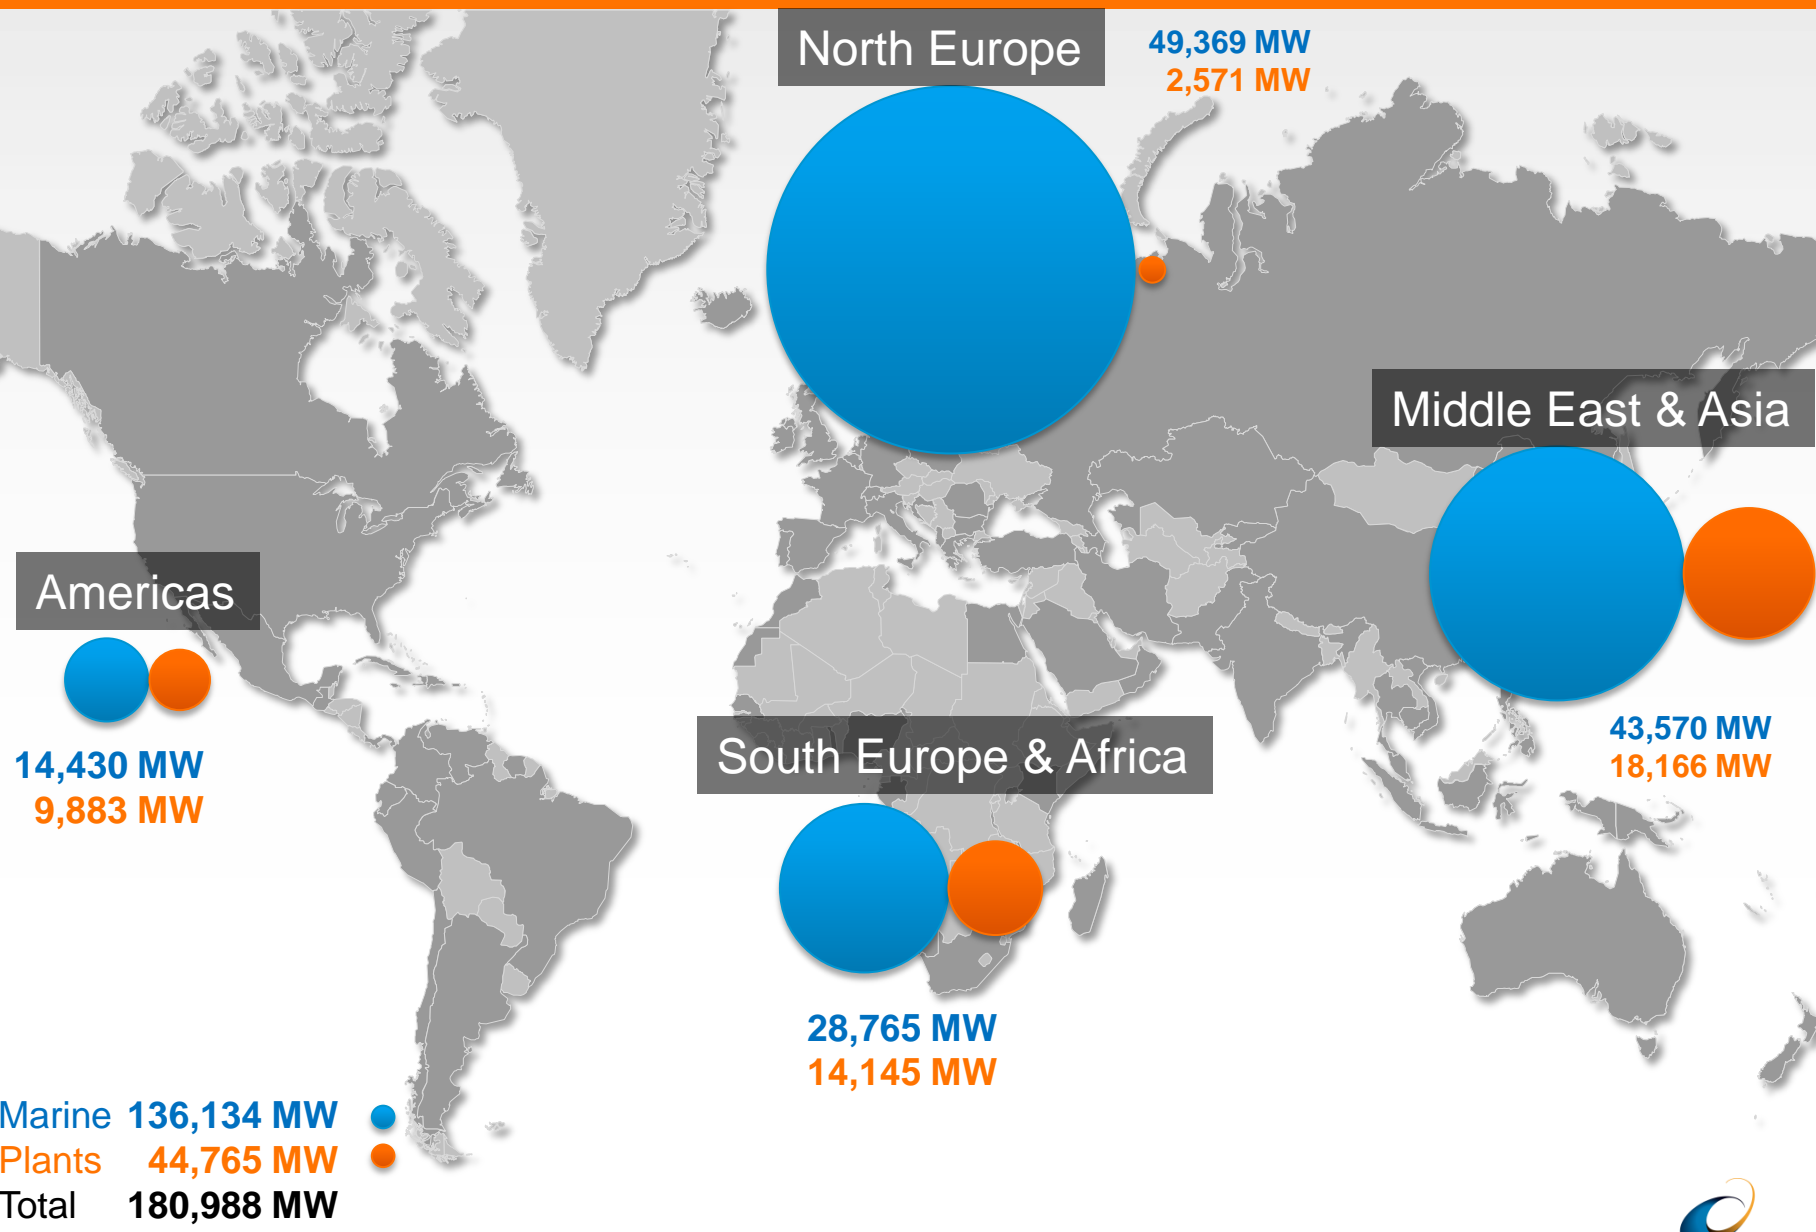 North Europe
49,369 MW
2,571 MW
Middle East & Asia
43,570 MW
18,166 MW
Americas
14,430 MW
9,883 MW
South Europe & Africa
28,765 MW
14,145 MW
Marine 136,134 MW
Plants 44,765 MW
Total 180,988 MW